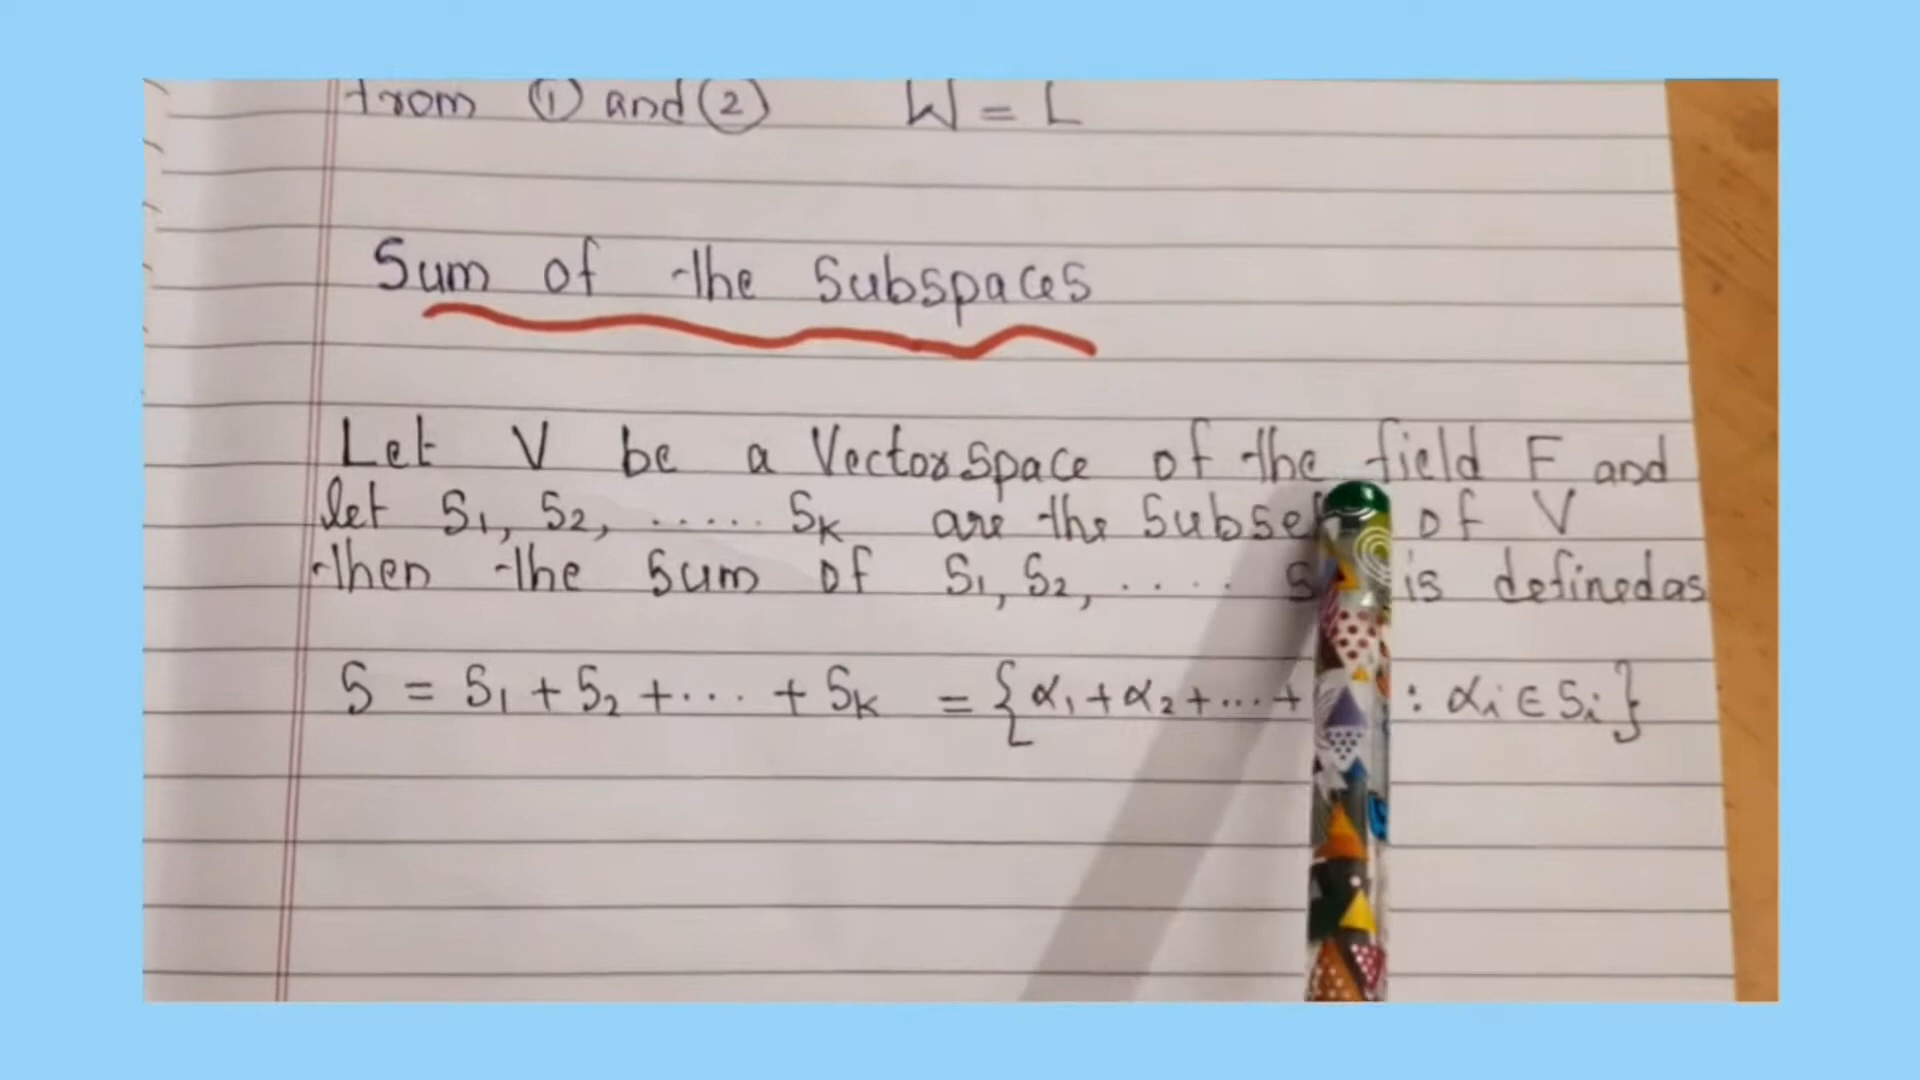 from ① and ② W = L
Sum of the Subspaces
Let V be a Vectorspace of the field F and
let S₁, S₂, ..... Sₖ are the of V
then the Sum of S₁, S₂, .... S is definedas
S = S₁ + S₂ + ... + Sₖ = {α₁ + α₂ + ... + : αᵢ ∈ Sᵢ}